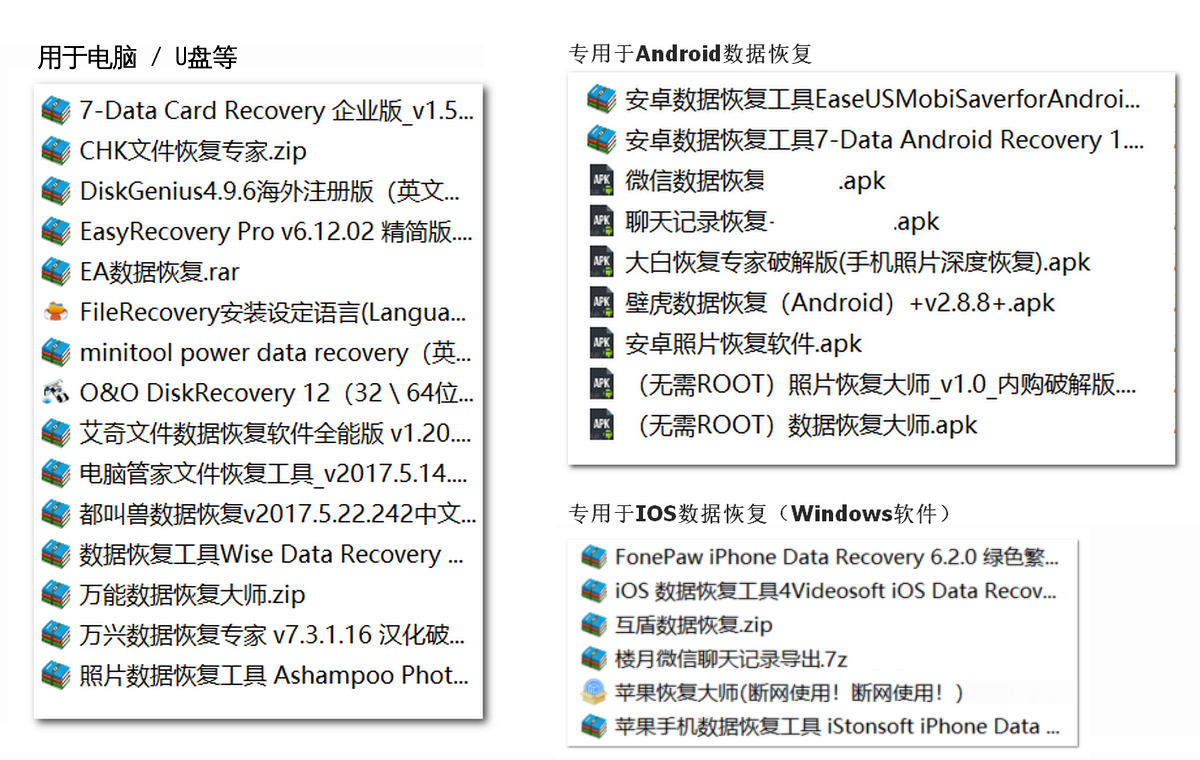 用于电脑 / U盘等
7-Data Card Recovery 企业版_v1.5...
CHK文件恢复专家.zip
DiskGenius4.9.6海外注册版（英文...
EasyRecovery Pro v6.12.02 精简版....
EA数据恢复.rar
FileRecovery安装设定语言(Langua...
minitool power data recovery（英...
O&O DiskRecovery 12（32 \ 64位...
艾奇文件数据恢复软件全能版 v1.20....
电脑管家文件恢复工具_v2017.5.14....
都叫兽数据恢复v2017.5.22.242中文...
数据恢复工具Wise Data Recovery ...
万能数据恢复大师.zip
万兴数据恢复专家 v7.3.1.16 汉化破...
照片数据恢复工具 Ashampoo Phot...
专用于Android数据恢复
安卓数据恢复工具EaseUSMobiSaverforAndroi...
安卓数据恢复工具7-Data Android Recovery 1....
微信数据恢复 .apk
聊天记录恢复- .apk
大白恢复专家破解版(手机照片深度恢复).apk
壁虎数据恢复（Android）+v2.8.8+.apk
安卓照片恢复软件.apk
（无需ROOT）照片恢复大师_v1.0_内购破解版....
（无需ROOT）数据恢复大师.apk
专用于IOS数据恢复（Windows软件）
FonePaw iPhone Data Recovery 6.2.0 绿色繁...
iOS 数据恢复工具4Videosoft iOS Data Recov...
互盾数据恢复.zip
楼月微信聊天记录导出.7z
苹果恢复大师(断网使用！断网使用！)
苹果手机数据恢复工具 iStonsoft iPhone Data ...